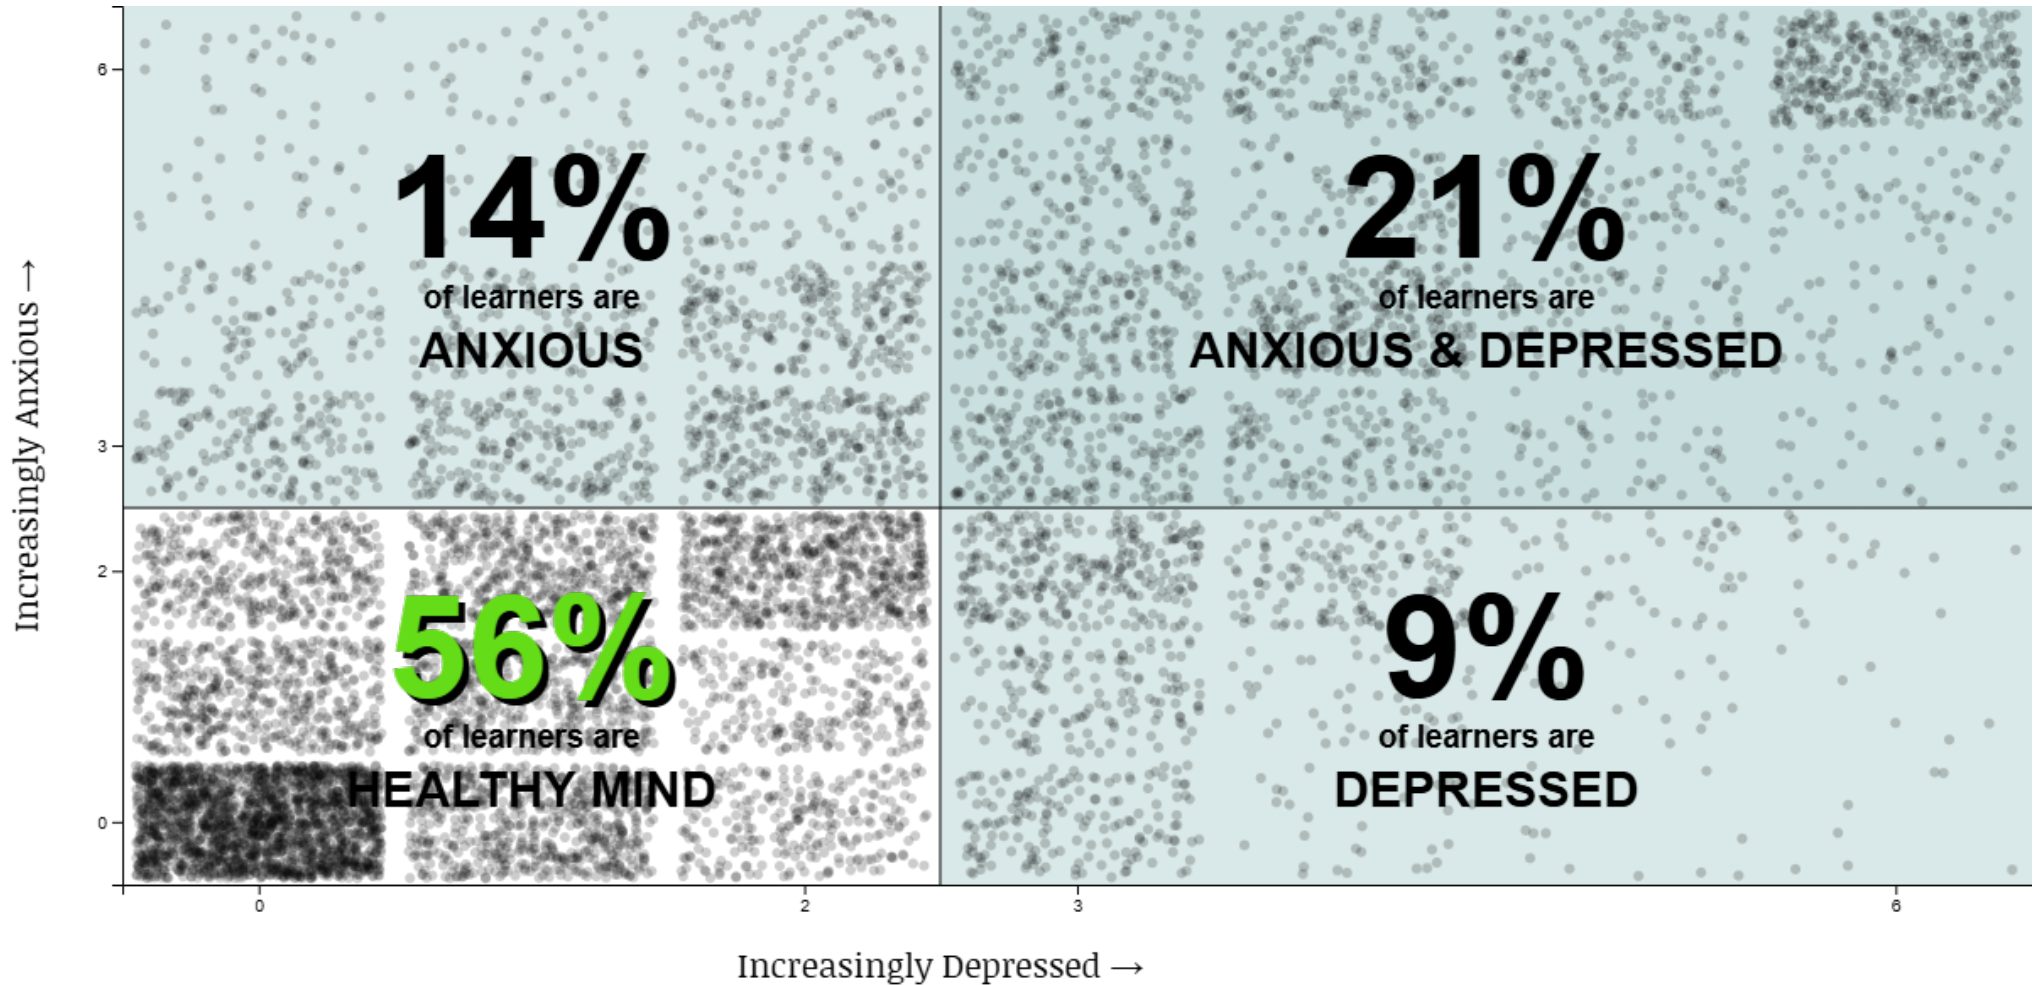 Increasingly Anxious →
6
3
2
0
14%
of learners are
ANXIOUS
21%
of learners are
ANXIOUS & DEPRESSED
56%
of learners are
HEALTHY MIND
9%
of learners are
DEPRESSED
0
2
3
6
Increasingly Depressed →